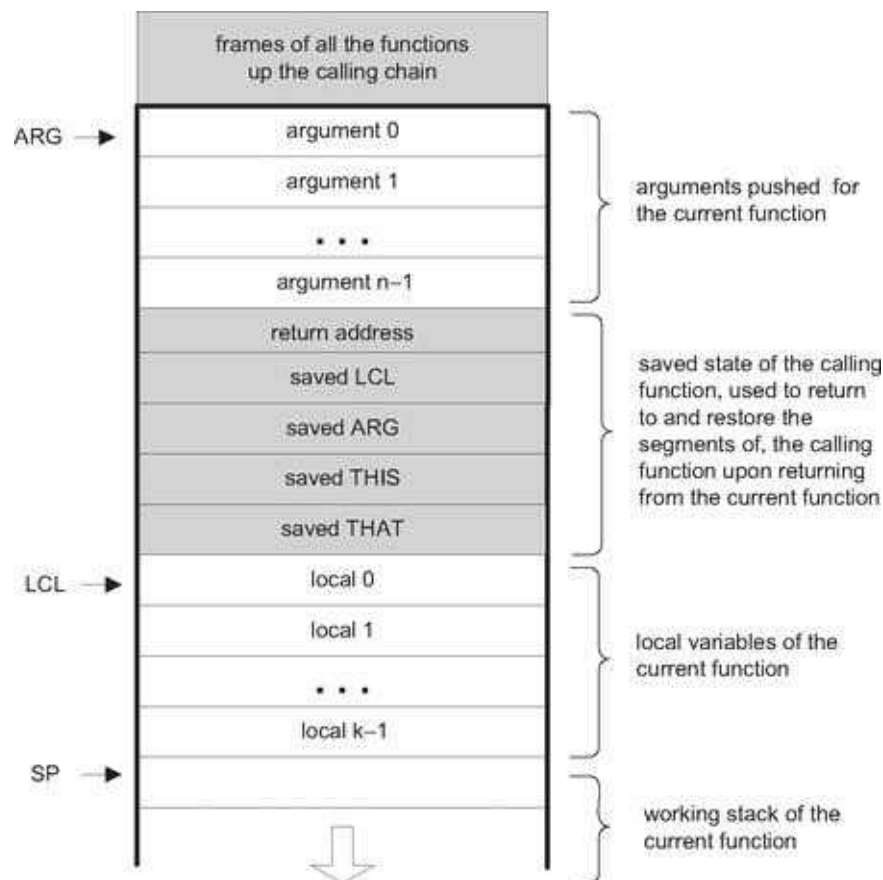 frames of all the functions
up the calling chain
ARG
argument 0
argument 1
. . .
argument n–1
arguments pushed for
the current function
return address
saved LCL
saved ARG
saved THIS
saved THAT
saved state of the calling
function, used to return
to and restore the
segments of, the calling
function upon returning
from the current function
LCL
local 0
local 1
. . .
local k–1
local variables of the
current function
SP
working stack of the
current function